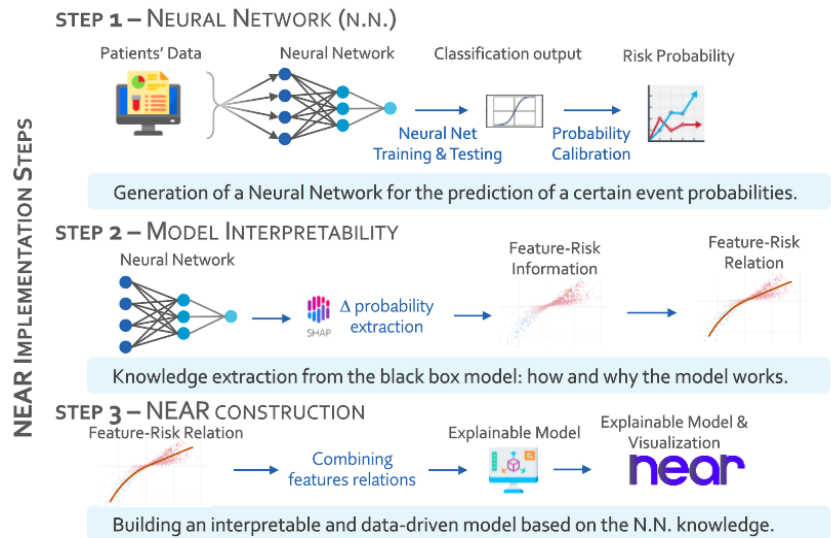 NEAR IMPLEMENTATION STEPS
STEP 1 – NEURAL NETWORK (N.N.)
Patients' Data
Neural Network
Classification output
Risk Probability
Neural Net
Training & Testing
Probability
Calibration
Generation of a Neural Network for the prediction of a certain event probabilities.
STEP 2 – MODEL INTERPRETABILITY
Neural Network
SHAP
Δ probability
extraction
Feature-Risk
Information
Feature-Risk
Relation
Knowledge extraction from the black box model: how and why the model works.
STEP 3 – NEAR CONSTRUCTION
Feature-Risk Relation
Combining
features relations
Explainable Model
Explainable Model &
Visualization
near
Building an interpretable and data-driven model based on the N.N. knowledge.